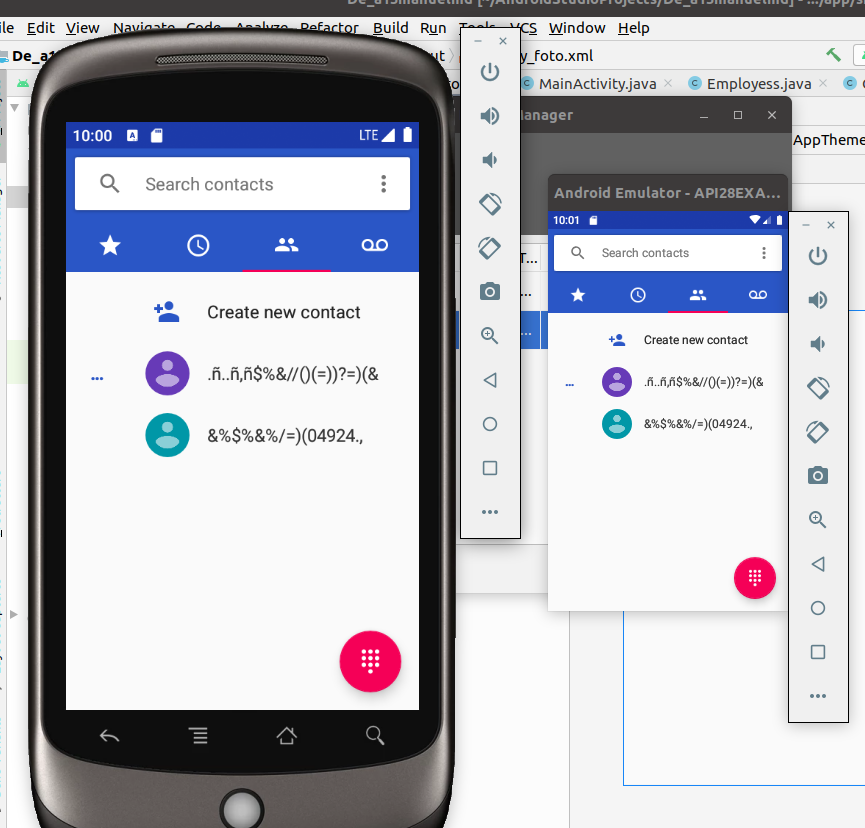 File Edit View Navigate Code Analyze Refactor Build Run Tools VCS Window Help
y_foto.xml
MainActivity.java
Employess.java
Manager
AppTheme
10:00
A
LTE
Search contacts
Create new contact
...
.ñ..ñ,ñ$%&//()(=))?=)(&
&%$%&%/=)(04924.,
Android Emulator - API28EXA...
10:01
Search contacts
Create new contact
...
.ñ..ñ,ñ$%&//()(=))?=)(&
&%$%&%/=)(04924.,